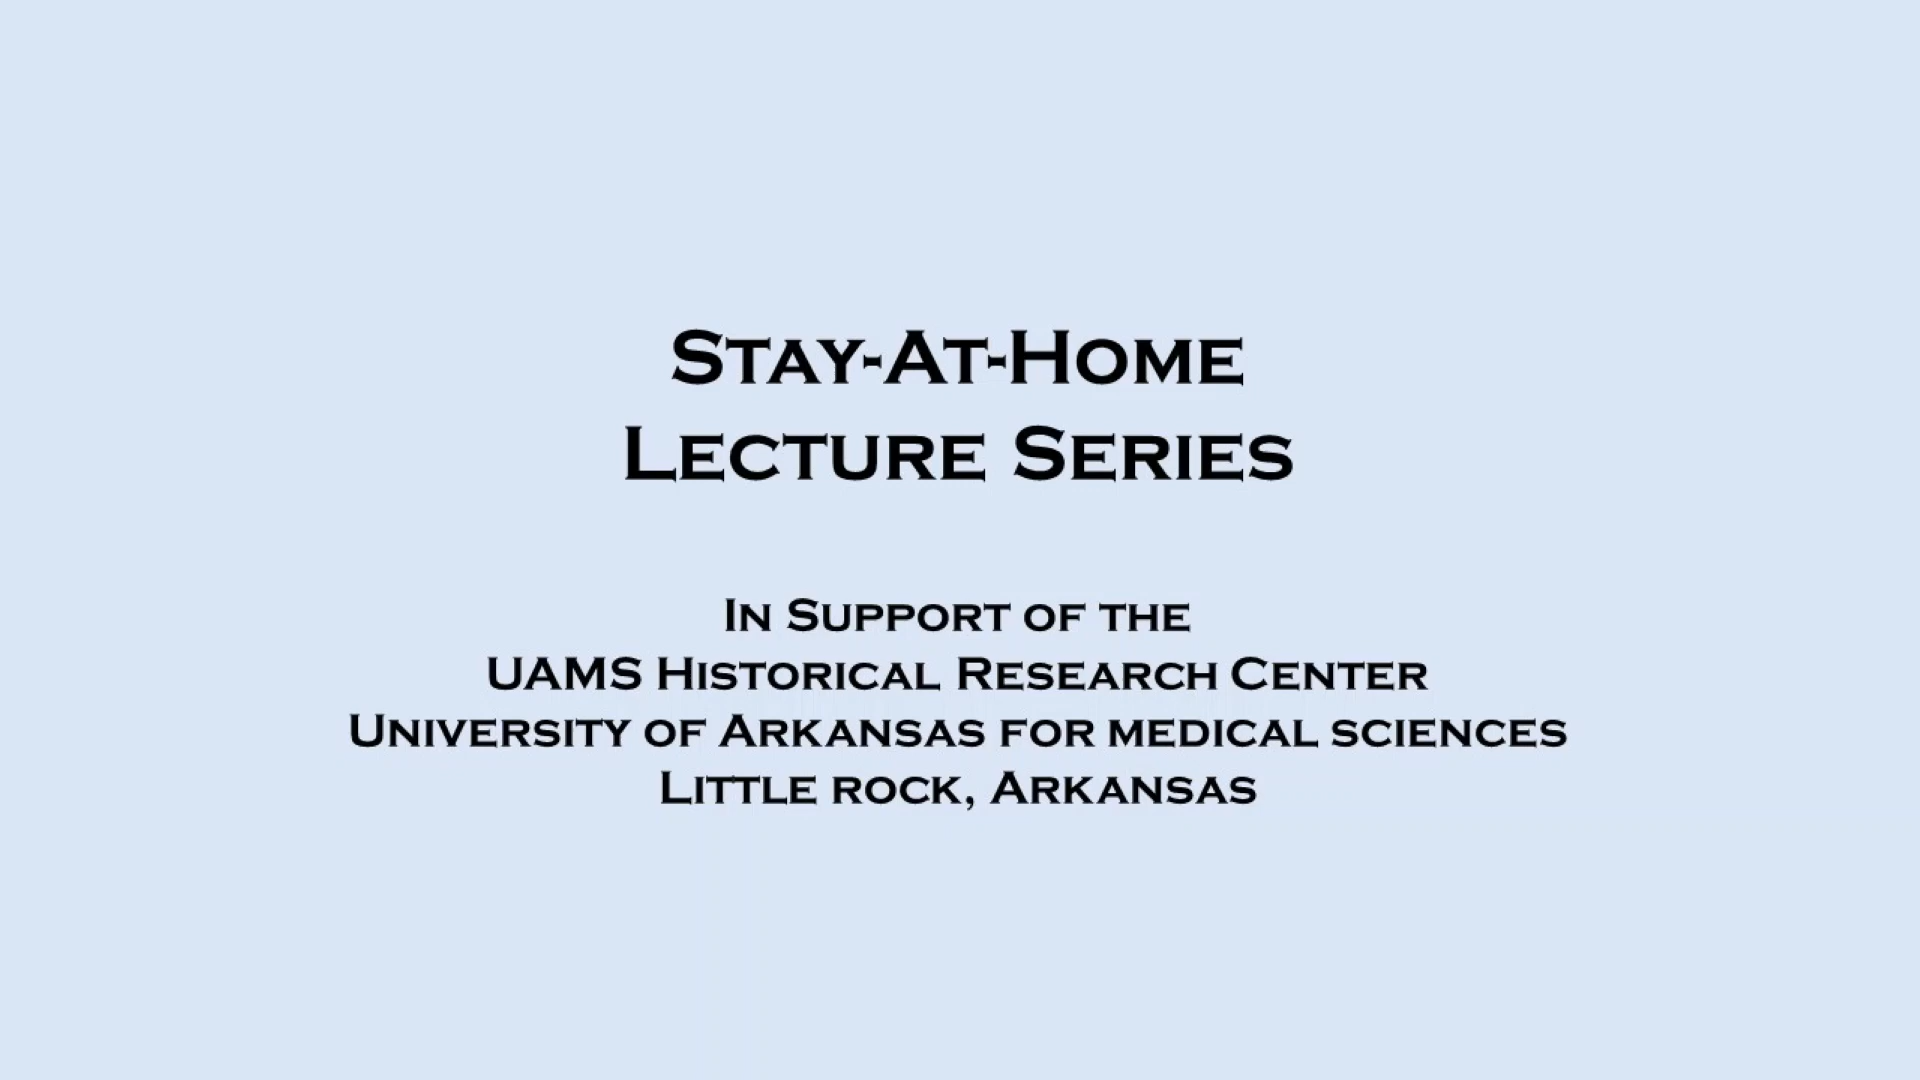 Stay-At-Home
Lecture Series
In Support of the
UAMS Historical Research Center
University of Arkansas for medical sciences
Little rock, Arkansas